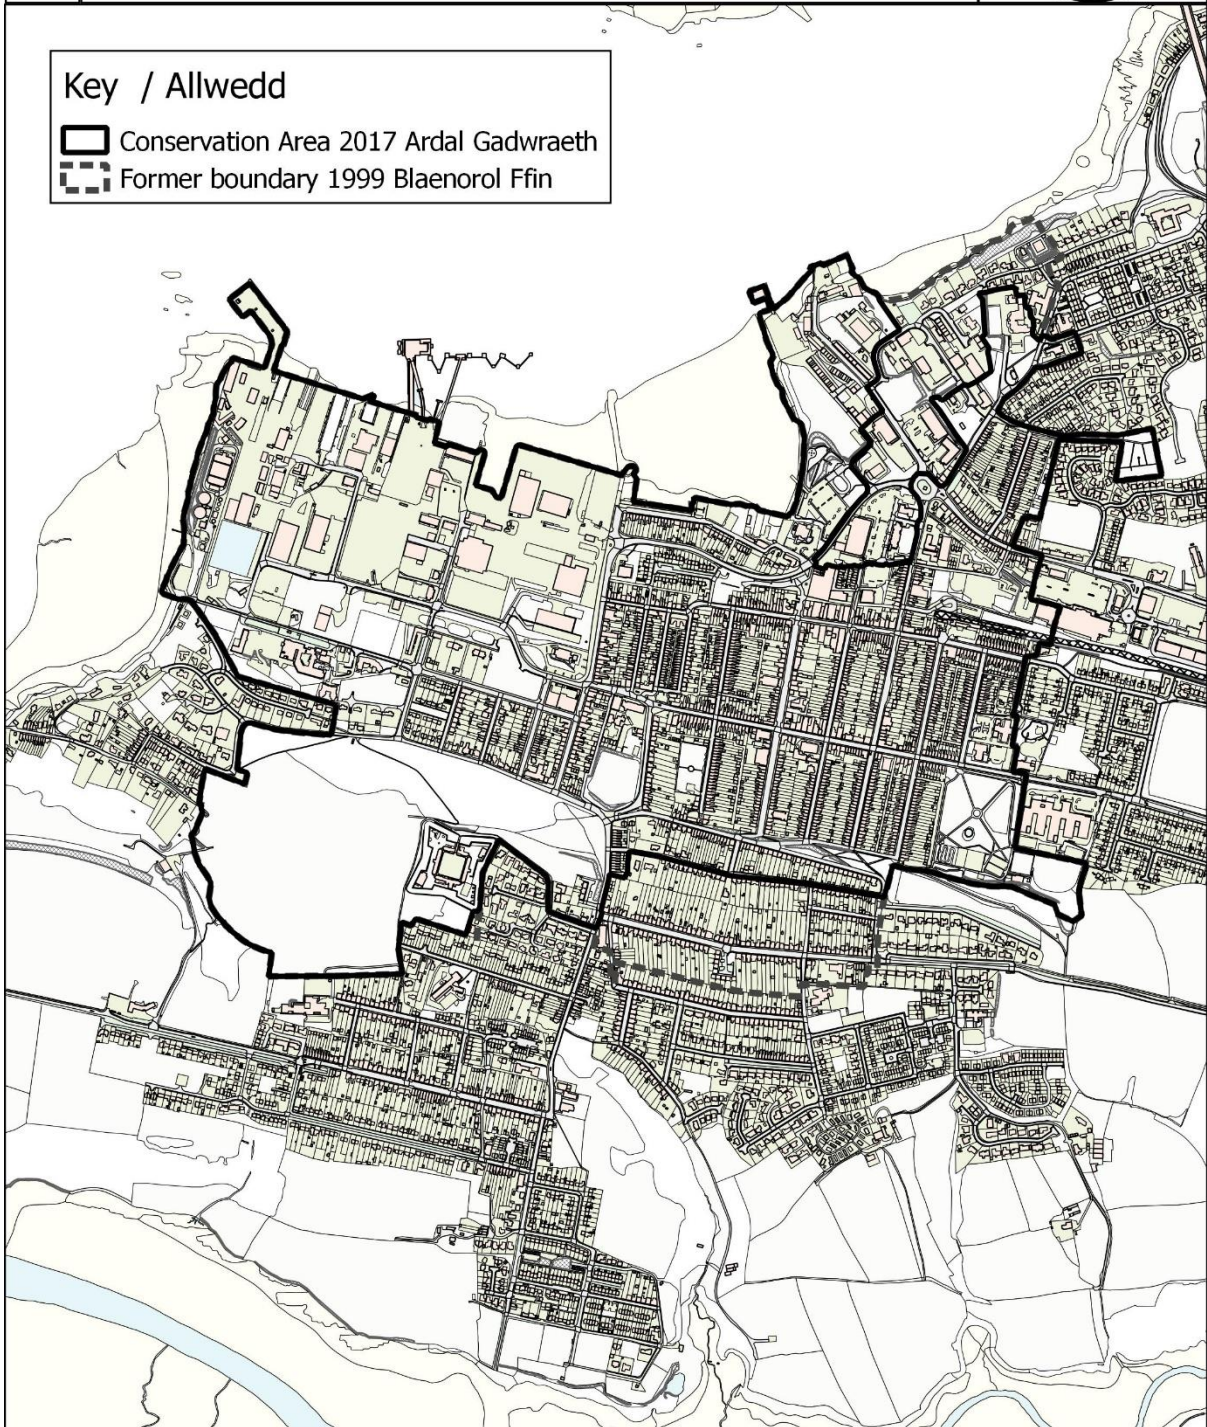 Key / Allwedd
Conservation Area 2017 Ardal Gadwraeth
Former boundary 1999 Blaenorol Ffin